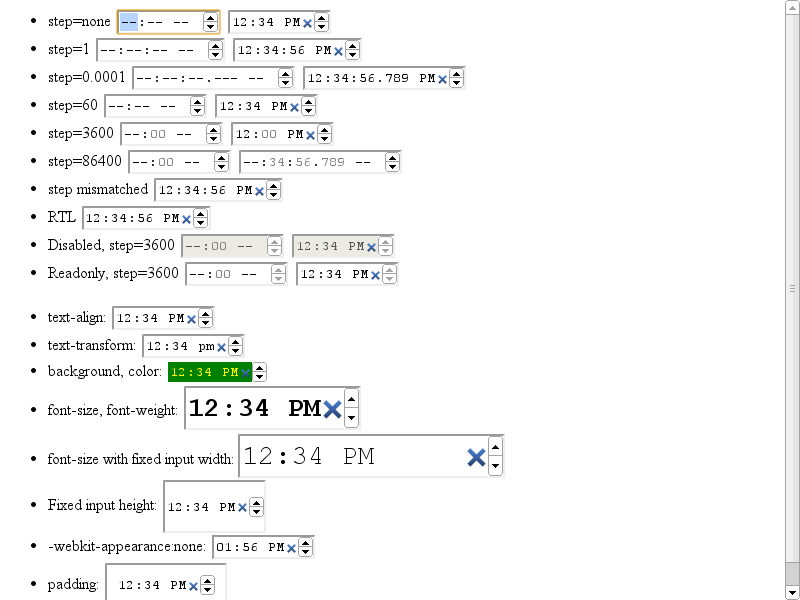 step=none --:-- -- 12:34 PM
step=1 --:--:-- -- 12:34:56 PM
step=0.0001 --:--:--.--- -- 12:34:56.789 PM
step=60 --:-- -- 12:34 PM
step=3600 --:00 -- 12:00 PM
step=86400 --:00 -- --:34:56.789 --
step mismatched 12:34:56 PM
RTL 12:34:56 PM
Disabled, step=3600 --:00 -- 12:34 PM
Readonly, step=3600 --:00 -- 12:34 PM
text-align: 12:34 PM
text-transform: 12:34 pm
background, color: 12:34 PM
font-size, font-weight: 12:34 PM
font-size with fixed input width: 12:34 PM
Fixed input height: 12:34 PM
-webkit-appearance:none: 01:56 PM
padding: 12:34 PM